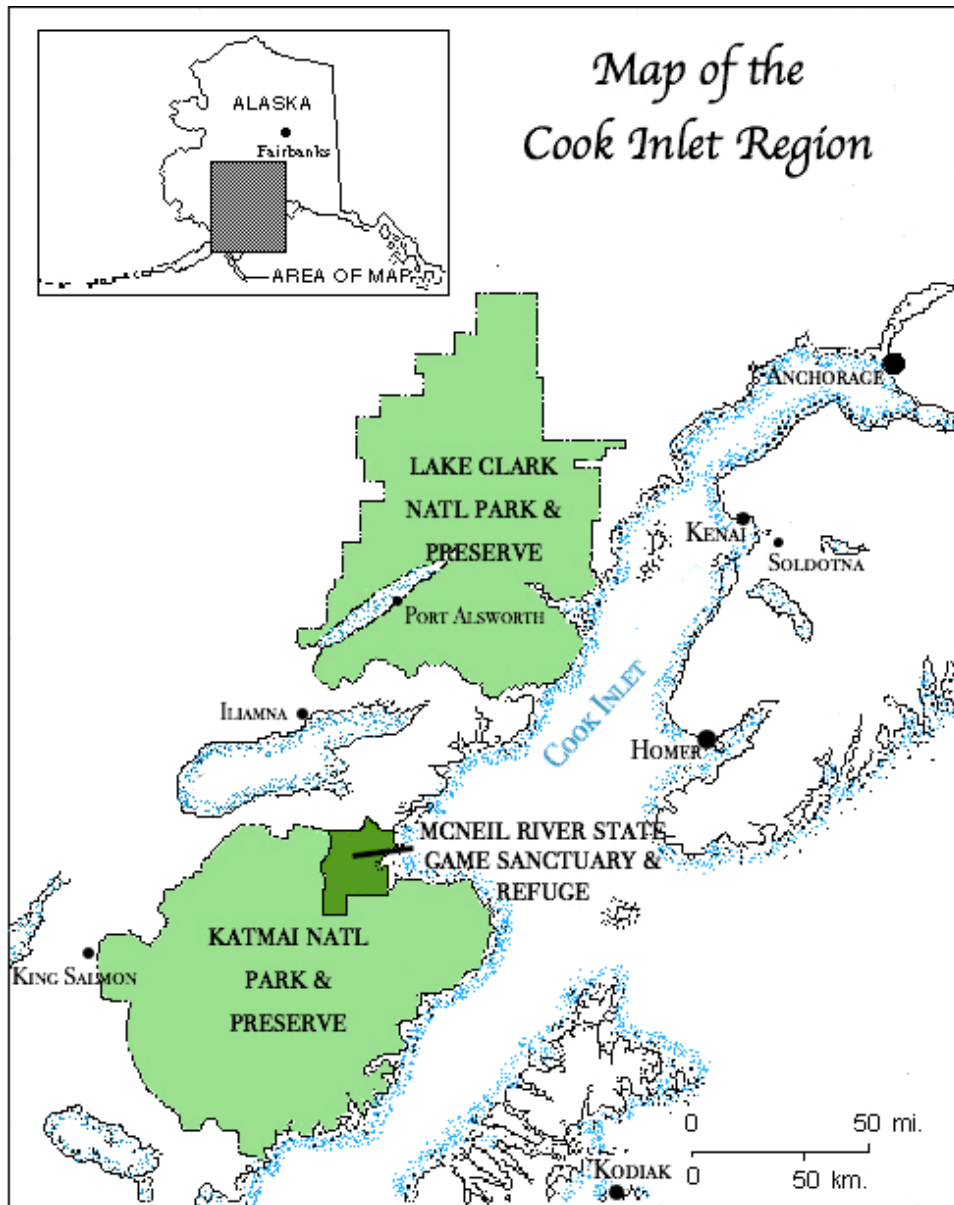 Map of the
Cook Inlet Region
ALASKA
Fairbanks
AREA OF MAP
ANCHORAGE
LAKE CLARK
NATL PARK &
PRESERVE
KENAI
SOLDOTNA
PORT ALSWORTH
ILIAMNA
COOK INLET
HOMER
MCNEIL RIVER STATE
GAME SANCTUARY &
REFUGE
KATMAI NATL
PARK &
PRESERVE
KING SALMON
KODIAK
0 50 mi.
0 50 km.